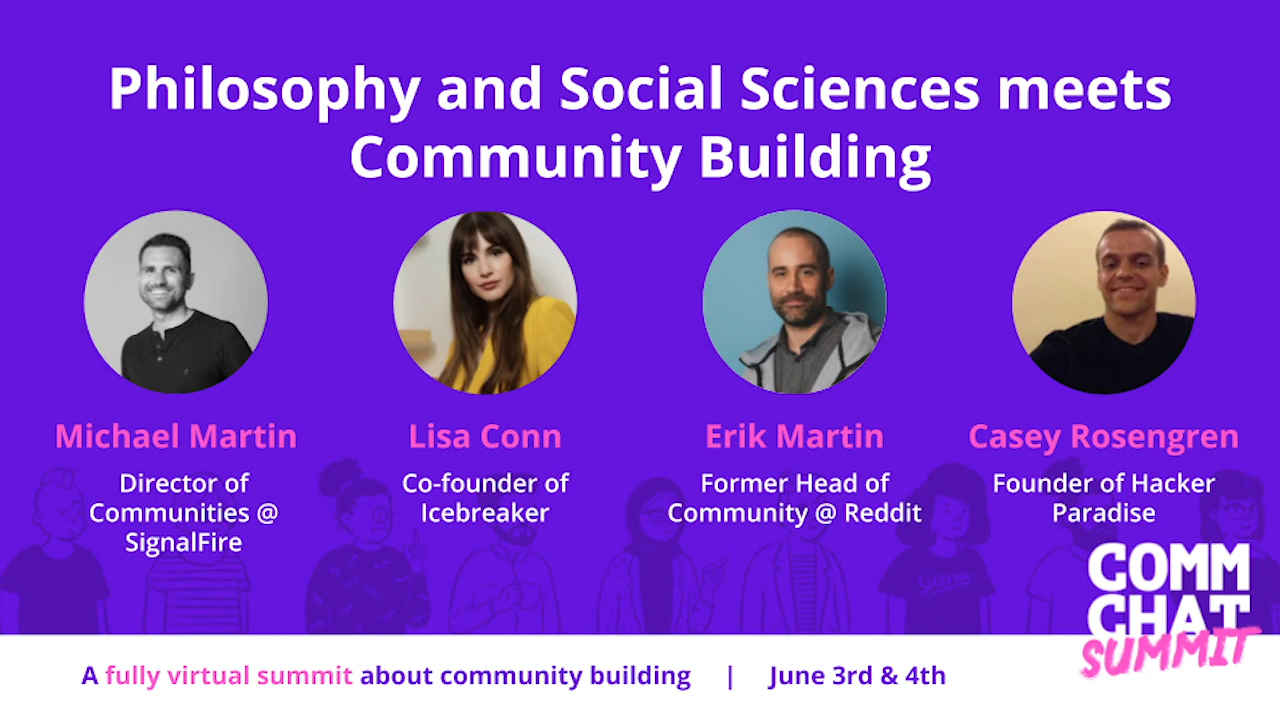 Philosophy and Social Sciences meets
Community Building
Michael Martin
Director of
Communities @
SignalFire
Lisa Conn
Co-founder of
Icebreaker
Erik Martin
Former Head of
Community @ Reddit
Casey Rosengren
Founder of Hacker
Paradise
COMM
CHAT
SUMMIT
A fully virtual summit about community building | June 3rd & 4th